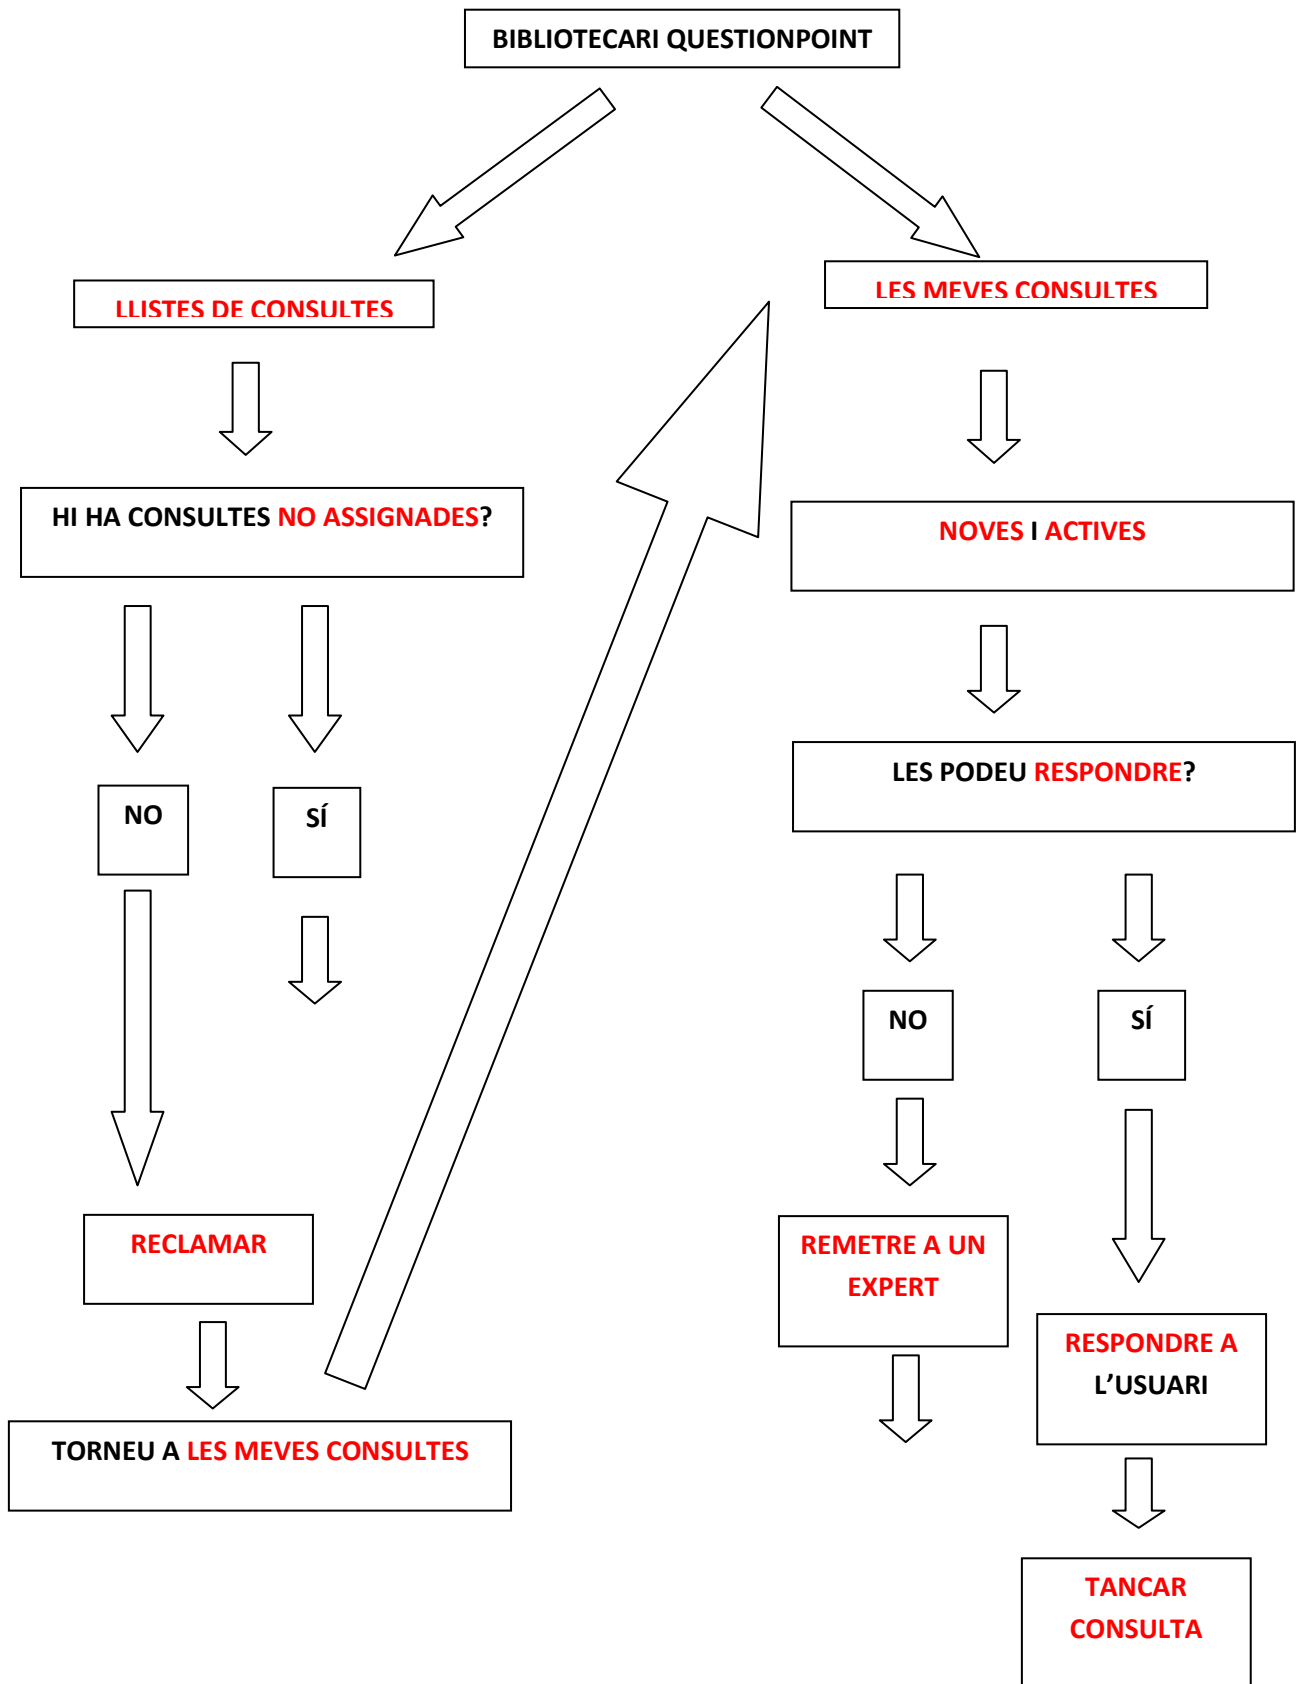 BIBLIOTECARI QUESTIONPOINT
LLISTES DE CONSULTES
LES MEVES CONSULTES
HI HA CONSULTES NO ASSIGNADES?
NOVES I ACTIVES
LES PODEU RESPONDRE?
NO
SÍ
NO
SÍ
RECLAMAR
REMETRE A UN
EXPERT
RESPONDRE A
L’USUARI
TORNEU A LES MEVES CONSULTES
TANCAR
CONSULTA